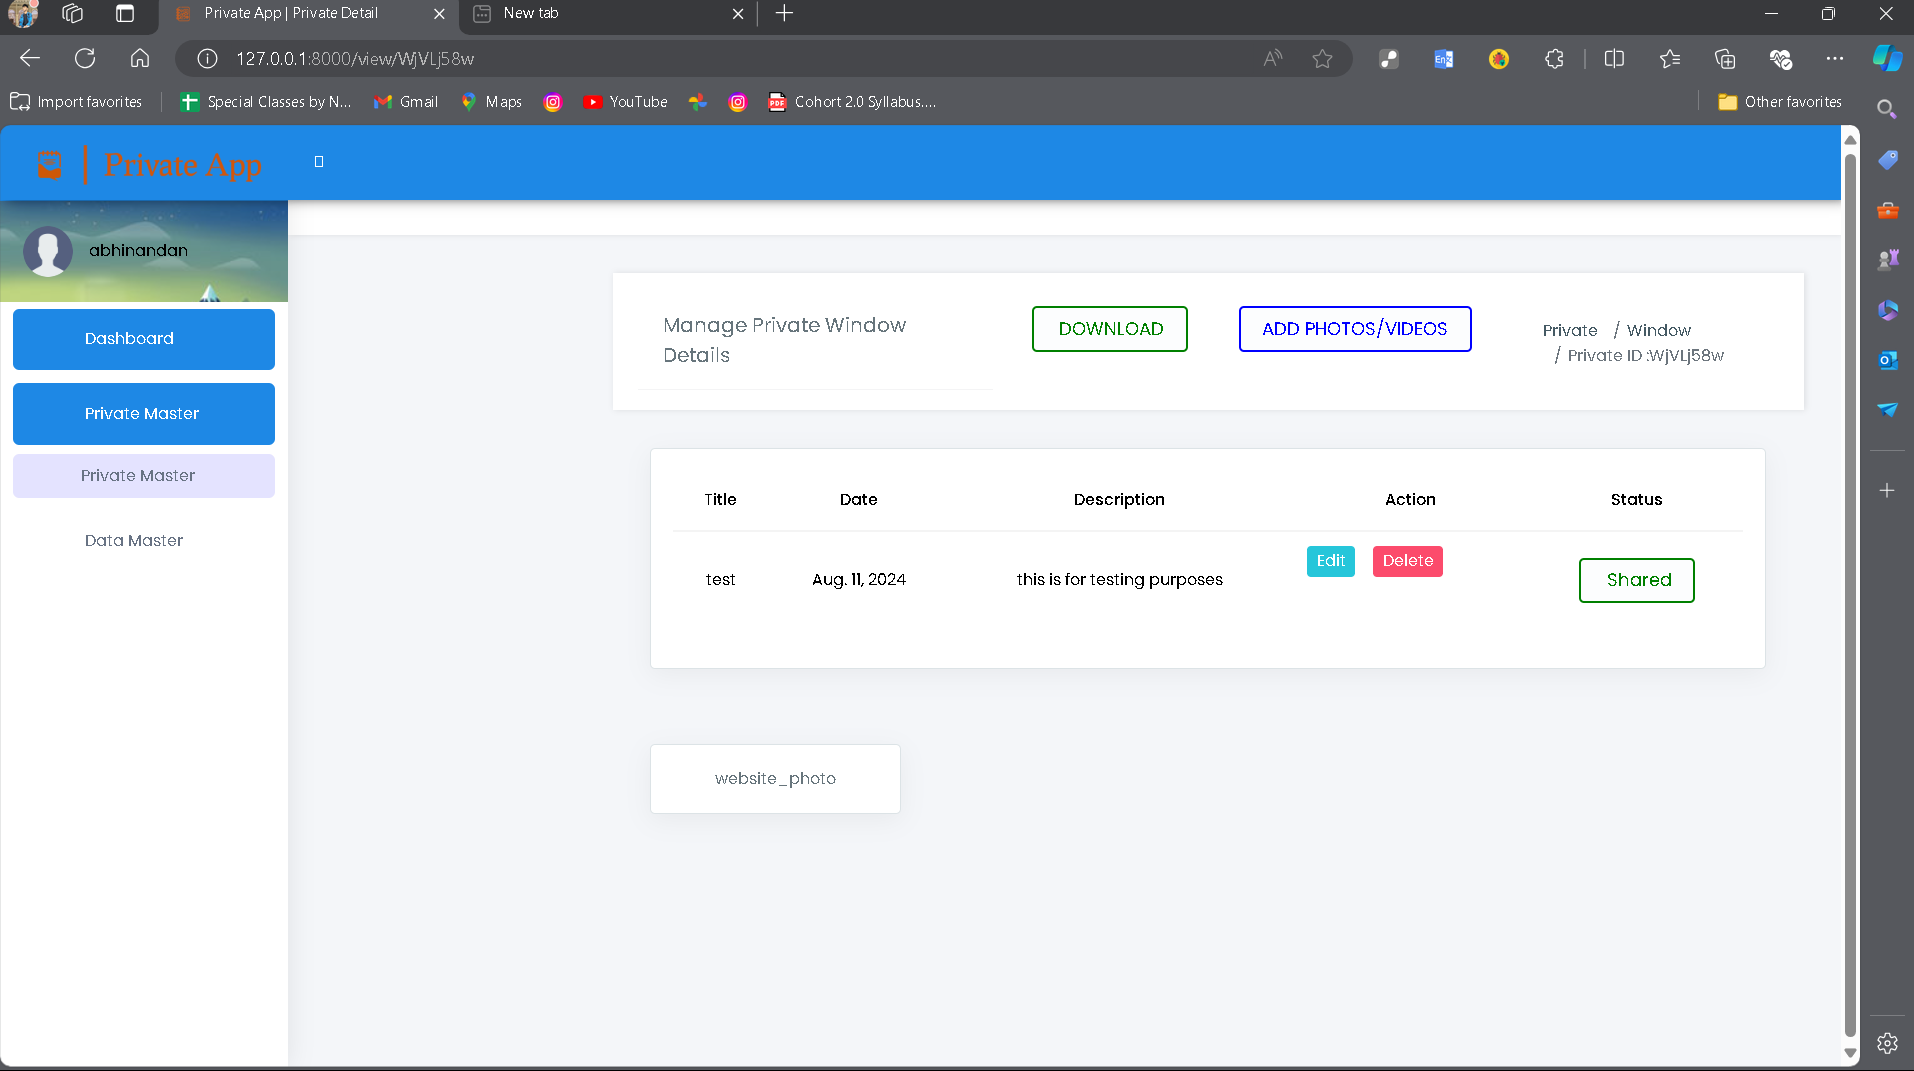 Private App | Private Detail
New tab
127.0.0.1:8000/view/WjVLj58w
Import favorites
Special Classes by N...
Gmail
Maps
YouTube
PDF
Cohort 2.0 Syllabus....
Other favorites
Private App
abhinandan
Dashboard
Private Master
Private Master
Data Master
Manage Private Window
Details
DOWNLOAD
ADD PHOTOS/VIDEOS
Private / Window
/ Private ID :WjVLj58w
Title Date Description Action Status
test Aug. 11, 2024 this is for testing purposes Edit Delete Shared
website_photo